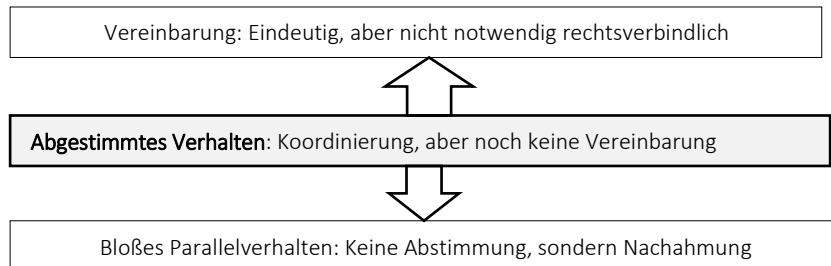 Vereinbarung: Eindeutig, aber nicht notwendig rechtsverbindlich
Abgestimmtes Verhalten: Koordinierung, aber noch keine Vereinbarung
Bloßes Parallelverhalten: Keine Abstimmung, sondern Nachahmung